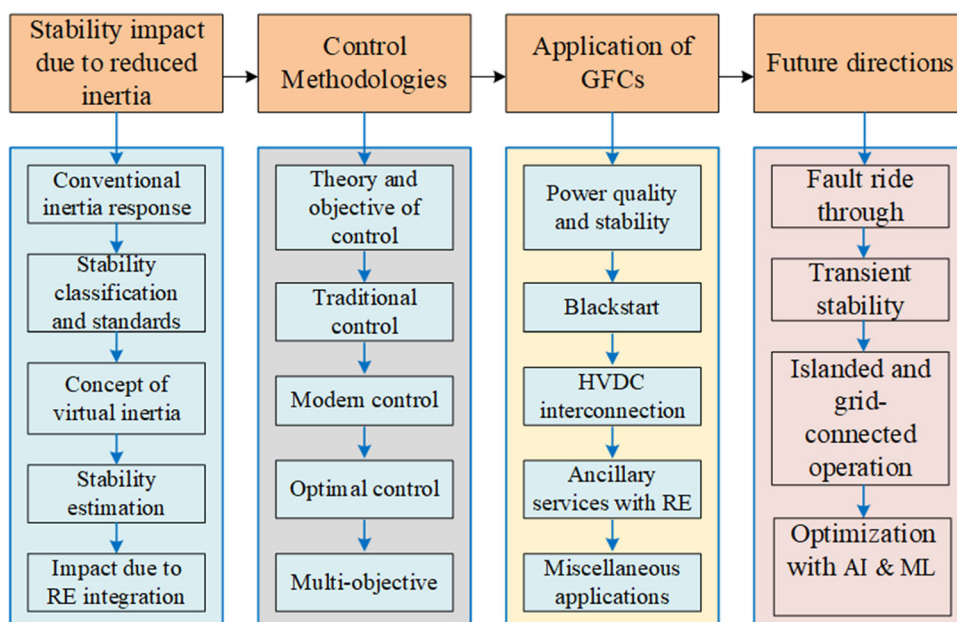 Stability impact
due to reduced
inertia
Control
Methodologies
Application of
GFCs
Future directions
Conventional
inertia response
Stability
classification
and standards
Concept of
virtual inertia
Stability
estimation
Impact due to
RE integration
Theory and
objective of
control
Traditional
control
Modern control
Optimal control
Multi-objective
Power quality
and stability
Blackstart
HVDC
interconnection
Ancillary
services with RE
Miscellaneous
applications
Fault ride
through
Transient
stability
Islanded and
grid-
connected
operation
Optimization
with AI & ML